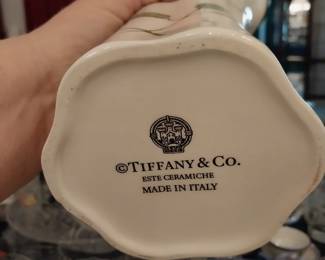 ©TIFFANY & CO.
ESTE CERAMICHE
MADE IN ITALY